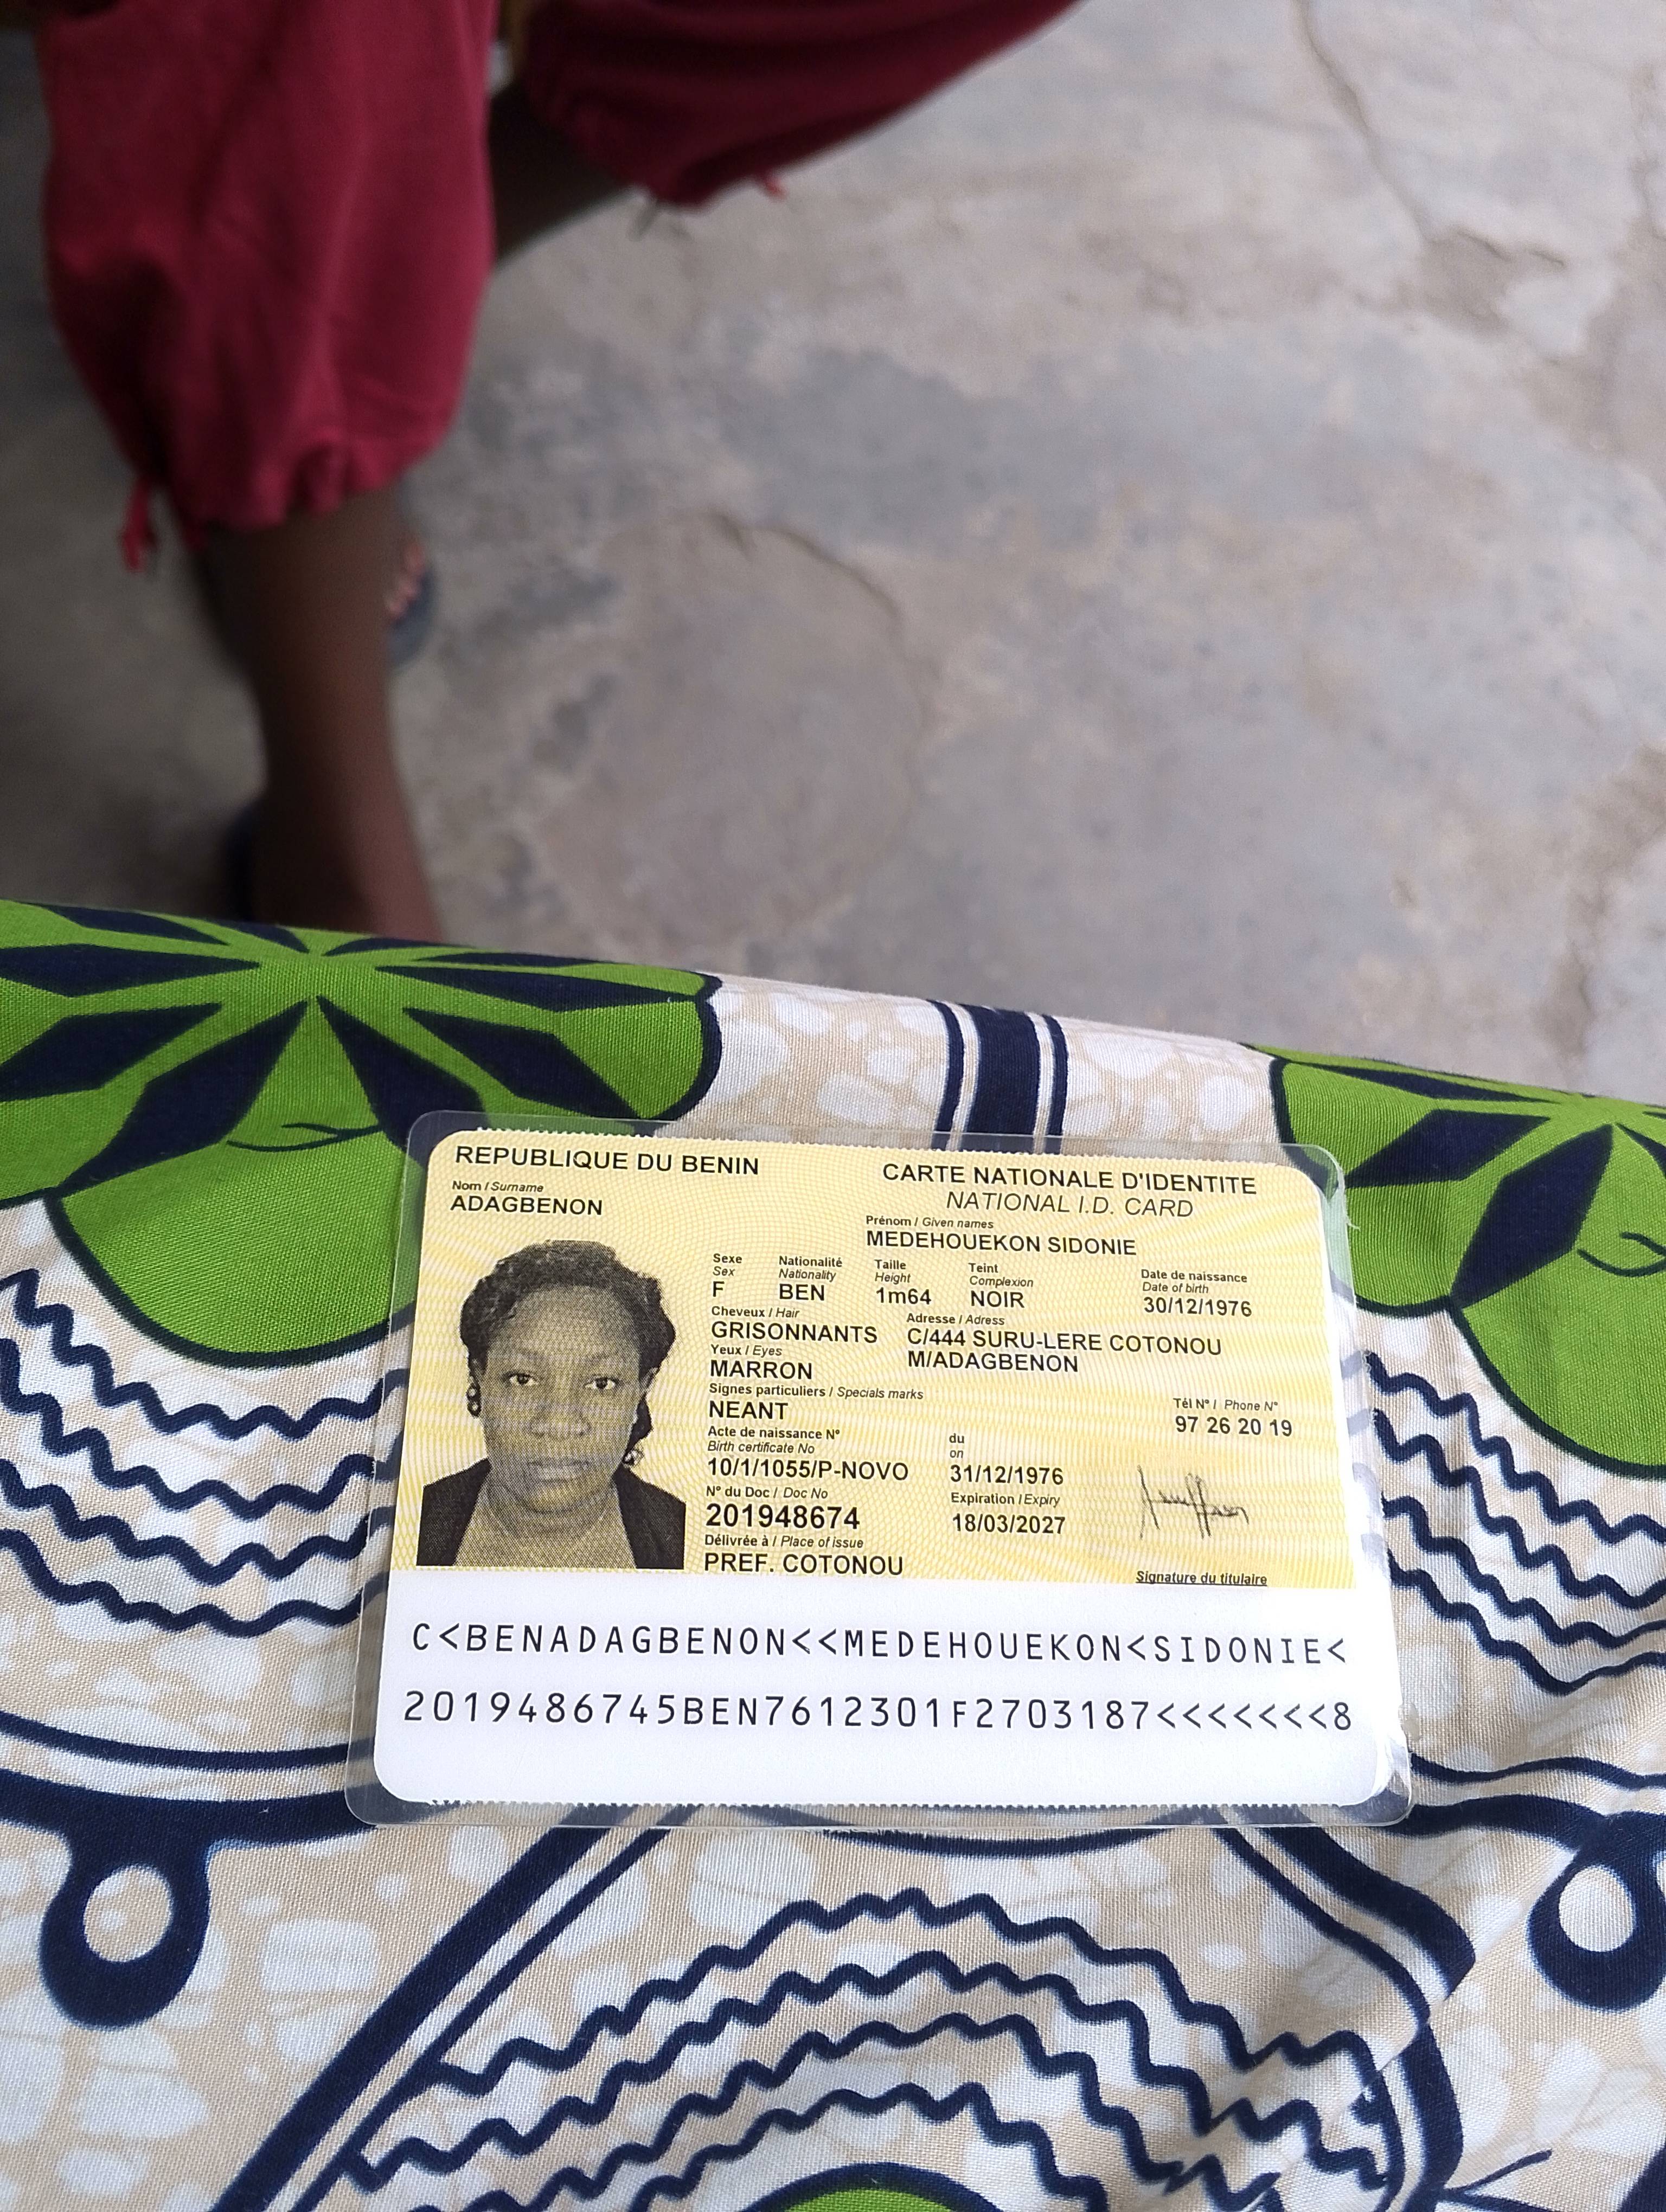 REPUBLIQUE DU BENIN
CARTE NATIONALE D'IDENTITE
NATIONAL I.D. CARD
Nom / Surname
ADAGBENON
Prénom / Given names
MEDEHOUEKON SIDONIE
Sexe Nationalité Taille Teint Date de naissance
Sex Nationality Height Complexion Date of birth
F BEN 1m64 NOIR 30/12/1976
Cheveux / Hair Adresse / Adress
GRISONNANTS C/444 SURU-LERE COTONOU
Yeux / Eyes
MARRON M/ADAGBENON
Signes particuliers / Specials marks Tél N° / Phone N°
NEANT 97 26 20 19
Acte de naissance N° du
Birth certificate No on
10/1/1055/P-NOVO 31/12/1976
N° du Doc / Doc No Expiration / Expiry
201948674 18/03/2027
Délivrée à / Place of issue
PREF. COTONOU
Signature du titulaire
C<BENADAGBENON<<MEDEHOUEKON<SIDONIE<
2019486745BEN7612301F2703187<<<<<<<8